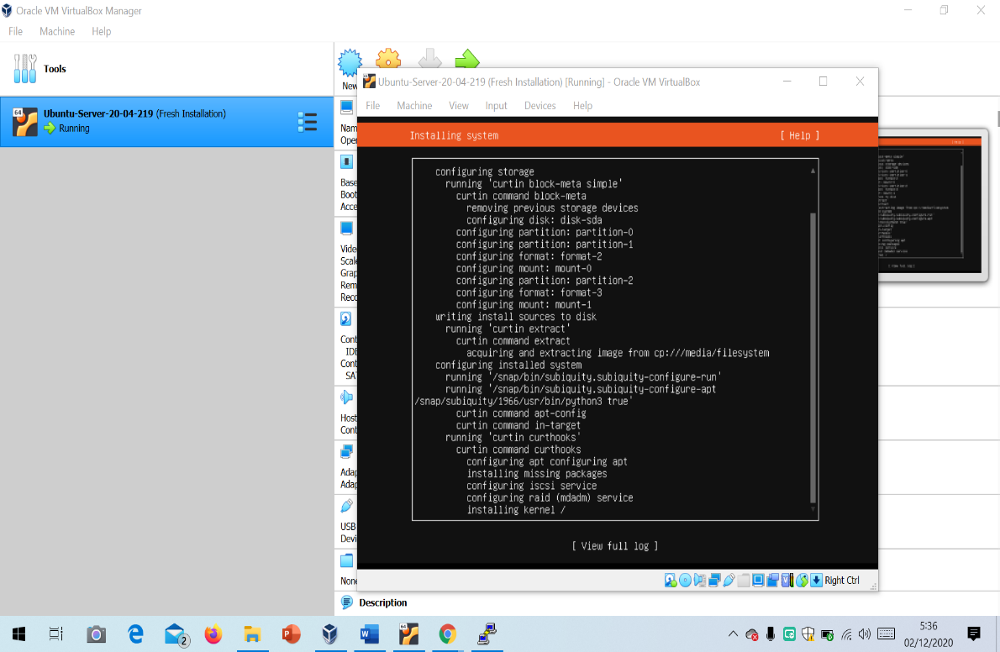 Oracle VM VirtualBox Manager
File Machine Help
Tools
New
64
Ubuntu-Server-20-04-219 (Fresh Installation)
Running
Ubuntu-Server-20-04-219 (Fresh Installation) [Running] - Oracle VM VirtualBox
File Machine View Input Devices Help
Installing system [ Help ]
configuring storage
running 'curtin block-meta simple'
curtin command block-meta
removing previous storage devices
configuring disk: disk-sda
configuring partition: partition-0
configuring partition: partition-1
configuring format: format-2
configuring mount: mount-0
configuring partition: partition-2
configuring format: format-3
configuring mount: mount-1
writing install sources to disk
running 'curtin extract'
curtin command extract
acquiring and extracting image from cp:///media/filesystem
configuring installed system
running '/snap/bin/subiquity.subiquity-configure-run'
running '/snap/bin/subiquity.subiquity-configure-apt
/snap/subiquity/1966/usr/bin/python3 true'
curtin command apt-config
curtin command in-target
running 'curtin curthooks'
curtin command curthooks
configuring apt configuring apt
installing missing packages
configuring iscsi service
configuring raid (mdadm) service
installing kernel /
[ View full log ]
Right Ctrl
Nam
Oper
Base
Boot
Acce
Vide
Scale
Grap
Rem
Reco
Cont
IDE
Cont
SA
Host
Cont
Adap
Adap
USB
Devi
None
Description
2
5:36
02/12/2020